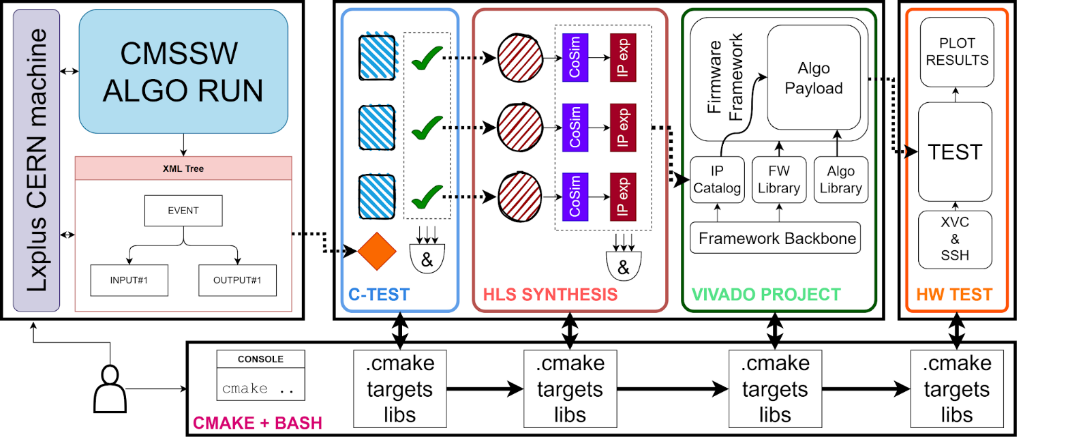 Lxplus CERN machine
CMSSW
ALGO RUN
XML Tree
EVENT
INPUT#1
OUTPUT#1
&
C-TEST
CoSim
IP exp
CoSim
IP exp
CoSim
IP exp
&
HLS SYNTHESIS
Firmware
Framework
Algo
Payload
IP
Catalog
FW
Library
Algo
Library
Framework Backbone
VIVADO PROJECT
PLOT
RESULTS
TEST
XVC
&
SSH
HW TEST
CONSOLE
cmake ..
CMAKE + BASH
.cmake
targets
libs
.cmake
targets
libs
.cmake
targets
libs
.cmake
targets
libs